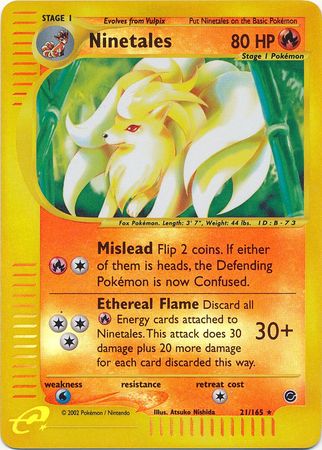 STAGE 1 Evolves from Vulpix Put Ninetales on the Basic Pokémon
Ninetales 80 HP
Stage 1 Pokémon
Fox Pokémon. Length: 3' 7", Weight: 44 lbs. ID: B - 73
Mislead Flip 2 coins. If either
of them is heads, the Defending
Pokémon is now Confused.
Ethereal Flame Discard all
Energy cards attached to
Ninetales. This attack does 30
damage plus 20 more damage
for each card discarded this way.
30+
weakness resistance retreat cost
© 2002 Pokémon / Nintendo Illus. Atsuko Nishida 21/165 ★
e